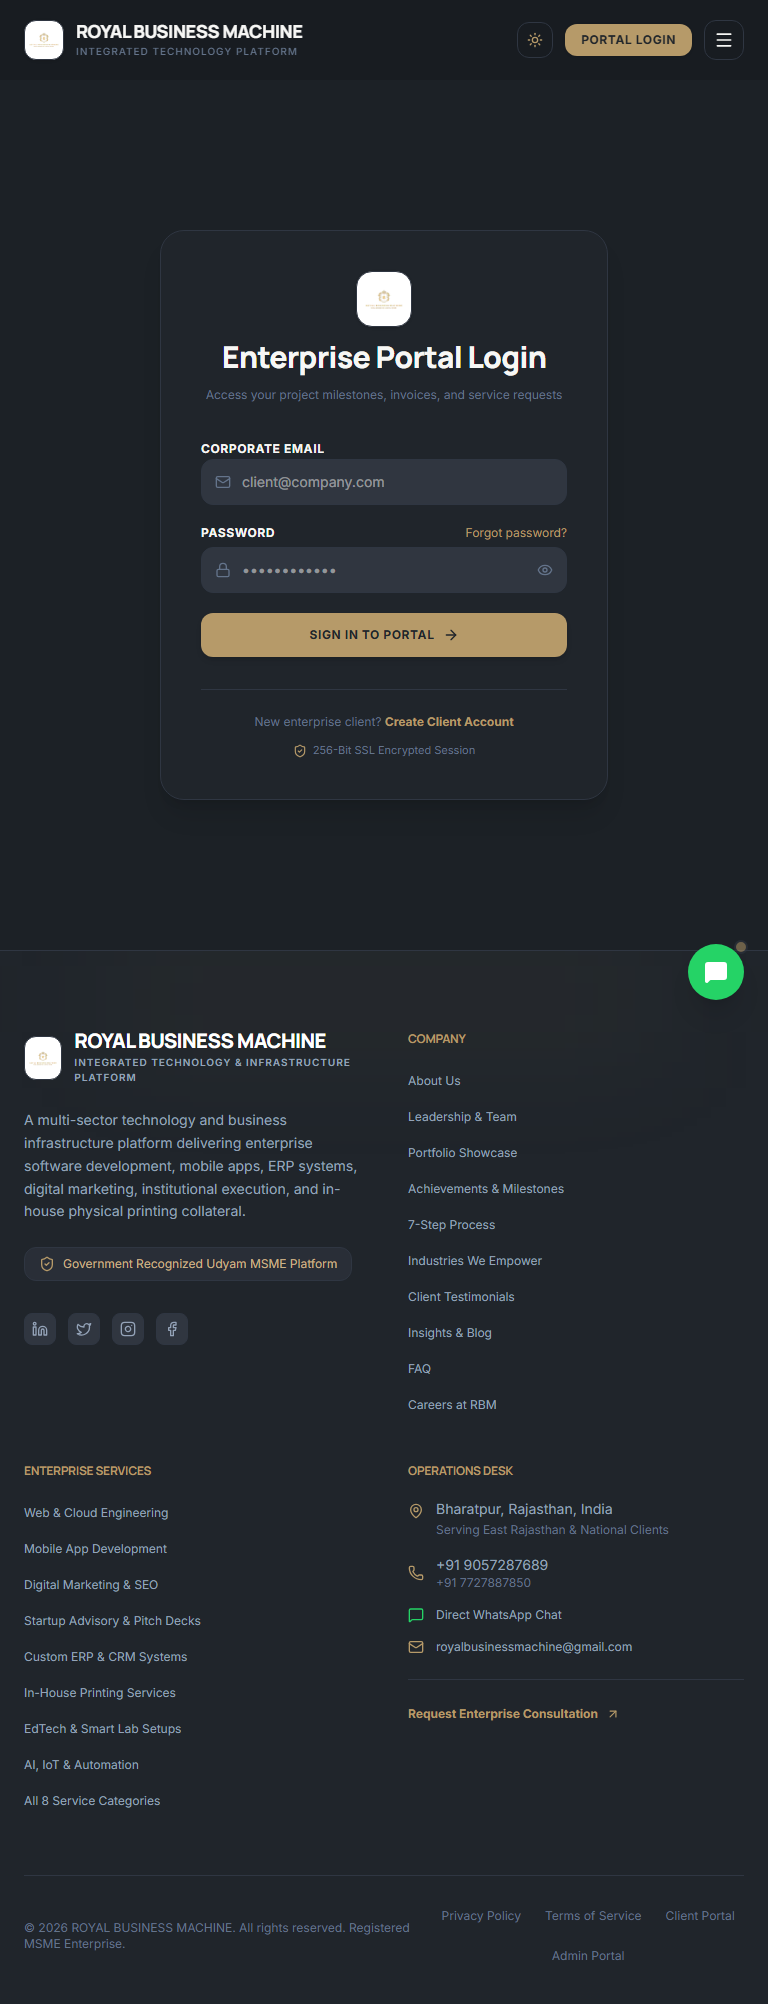 ROYAL BUSINESS MACHINE
INTEGRATED TECHNOLOGY PLATFORM
PORTAL LOGIN
Enterprise Portal Login
Access your project milestones, invoices, and service requests
CORPORATE EMAIL
client@company.com
PASSWORD
Forgot password?
••••••••••••
SIGN IN TO PORTAL
New enterprise client? Create Client Account
256-Bit SSL Encrypted Session
ROYAL BUSINESS MACHINE
INTEGRATED TECHNOLOGY & INFRASTRUCTURE
PLATFORM
A multi-sector technology and business
infrastructure platform delivering enterprise
software development, mobile apps, ERP systems,
digital marketing, institutional execution, and in-
house physical printing collateral.
Government Recognized Udyam MSME Platform
COMPANY
About Us
Leadership & Team
Portfolio Showcase
Achievements & Milestones
7-Step Process
Industries We Empower
Client Testimonials
Insights & Blog
FAQ
Careers at RBM
ENTERPRISE SERVICES
Web & Cloud Engineering
Mobile App Development
Digital Marketing & SEO
Startup Advisory & Pitch Decks
Custom ERP & CRM Systems
In-House Printing Services
EdTech & Smart Lab Setups
AI, IoT & Automation
All 8 Service Categories
OPERATIONS DESK
Bharatpur, Rajasthan, India
Serving East Rajasthan & National Clients
+91 9057287689
+91 7727887850
Direct WhatsApp Chat
royalbusinessmachine@gmail.com
Request Enterprise Consultation
© 2026 ROYAL BUSINESS MACHINE. All rights reserved. Registered
MSME Enterprise.
Privacy Policy
Terms of Service
Client Portal
Admin Portal